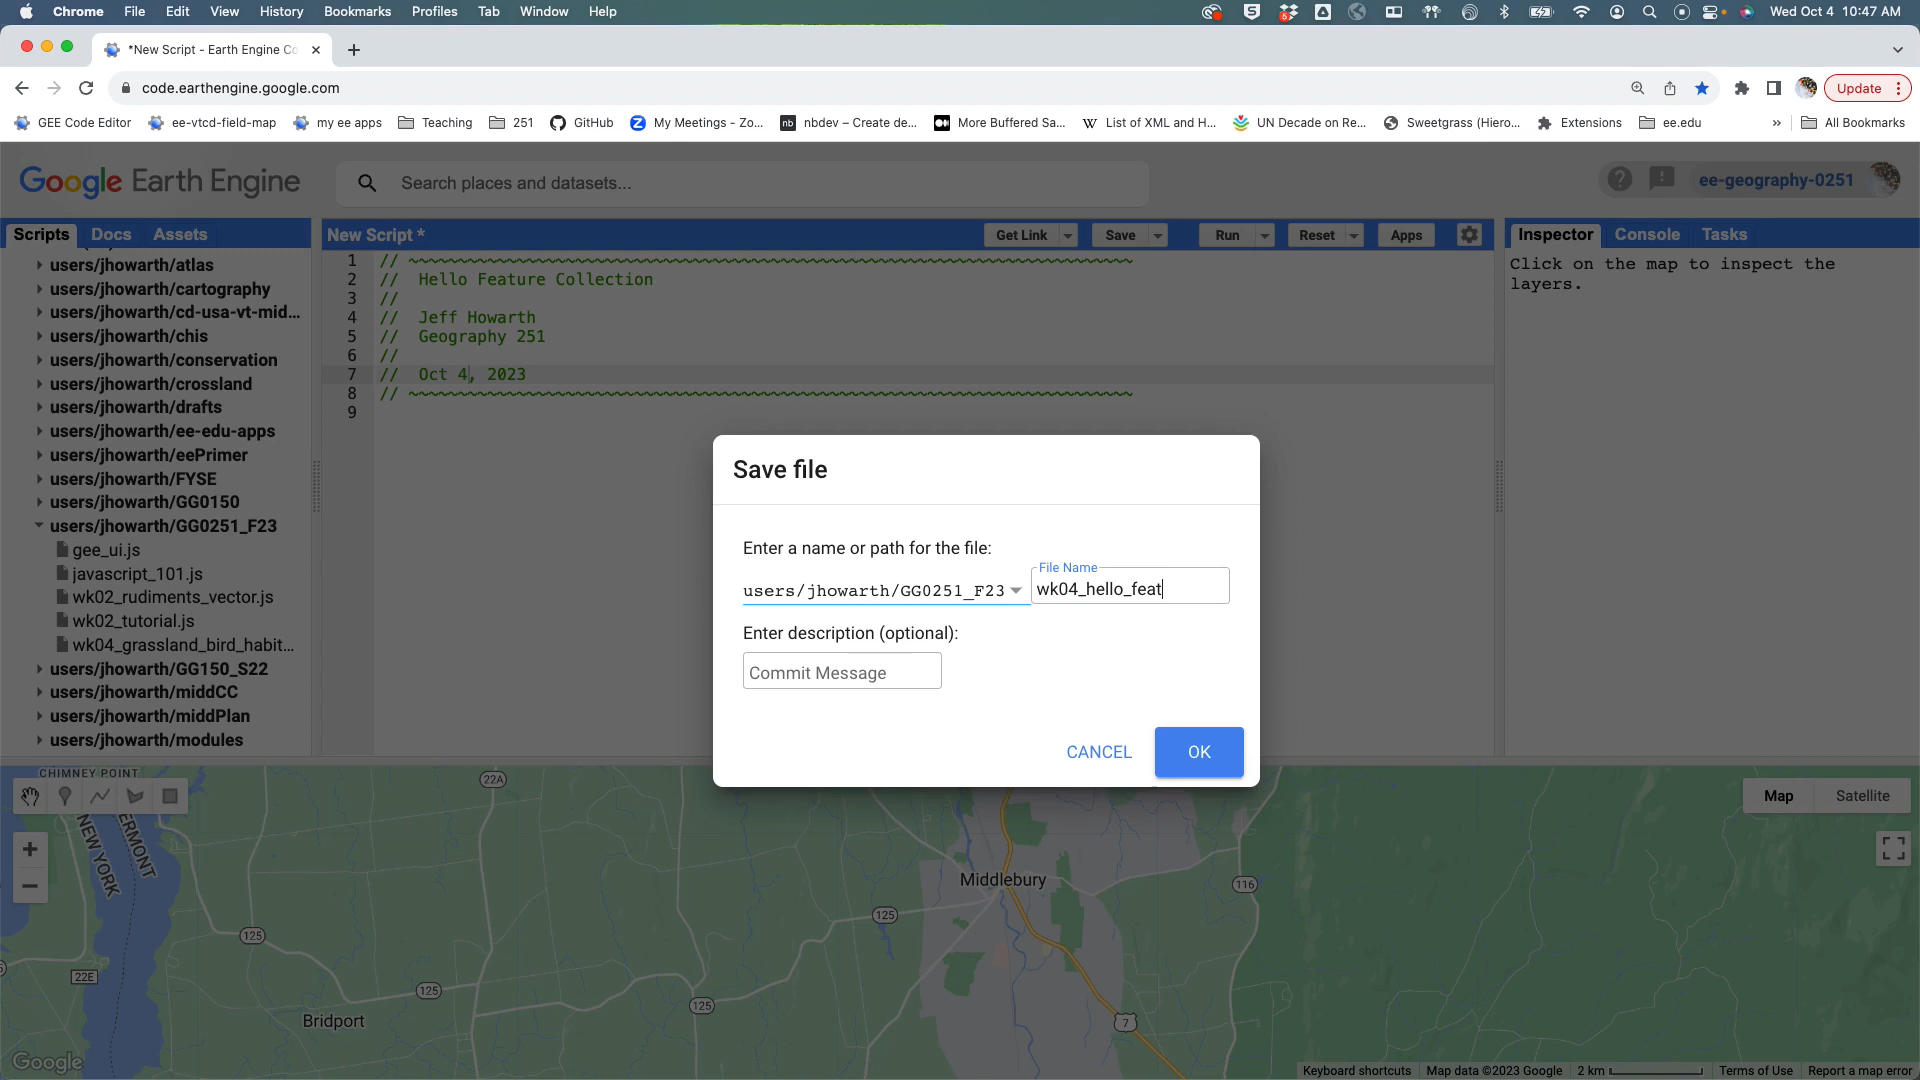 Chrome File Edit View History Bookmarks Profiles Tab Window Help 5 Wed Oct 4 10:47 AM
*New Script - Earth Engine Co
code.earthengine.google.com Update
GEE Code Editor ee-vtcd-field-map my ee apps Teaching 251 GitHub My Meetings - Zo... nb nbdev – Create de... More Buffered Sa... W List of XML and H... UN Decade on Re... Sweetgrass (Hiero... Extensions ee.edu » All Bookmarks
Google Earth Engine Search places and datasets... ee-geography-0251
Scripts Docs Assets
users/jhowarth/atlas
users/jhowarth/cartography
users/jhowarth/cd-usa-vt-mid...
users/jhowarth/chis
users/jhowarth/conservation
users/jhowarth/crossland
users/jhowarth/drafts
users/jhowarth/ee-edu-apps
users/jhowarth/eePrimer
users/jhowarth/FYSE
users/jhowarth/GG0150
users/jhowarth/GG0251_F23
gee_ui.js
javascript_101.js
wk02_rudiments_vector.js
wk02_tutorial.js
wk04_grassland_bird_habit...
users/jhowarth/GG150_S22
users/jhowarth/middCC
users/jhowarth/middPlan
users/jhowarth/modules
New Script * Get Link Save Run Reset Apps
1 // ~~~~~~~~~~~~~~~~~~~~~~~~~~~~~~~~~~~~~~~~~~~~~~~~~~~~~~~~~~~~~~~~~~~~~~~~~~
2 // Hello Feature Collection
3 //
4 // Jeff Howarth
5 // Geography 251
6 //
7 // Oct 4, 2023
8 // ~~~~~~~~~~~~~~~~~~~~~~~~~~~~~~~~~~~~~~~~~~~~~~~~~~~~~~~~~~~~~~~~~~~~~~~~~~
9
Inspector Console Tasks
Click on the map to inspect the
layers.
Save file
Enter a name or path for the file:
File Name
users/jhowarth/GG0251_F23 wk04_hello_feat
Enter description (optional):
Commit Message
CANCEL OK
CHIMNEY POINT
22A
Map Satellite
NEW YORK
VERMONT
+
−
Middlebury
116
125
125
22E
125
125
7
Bridport
Google
Keyboard shortcuts Map data ©2023 Google 2 km Terms of Use Report a map error